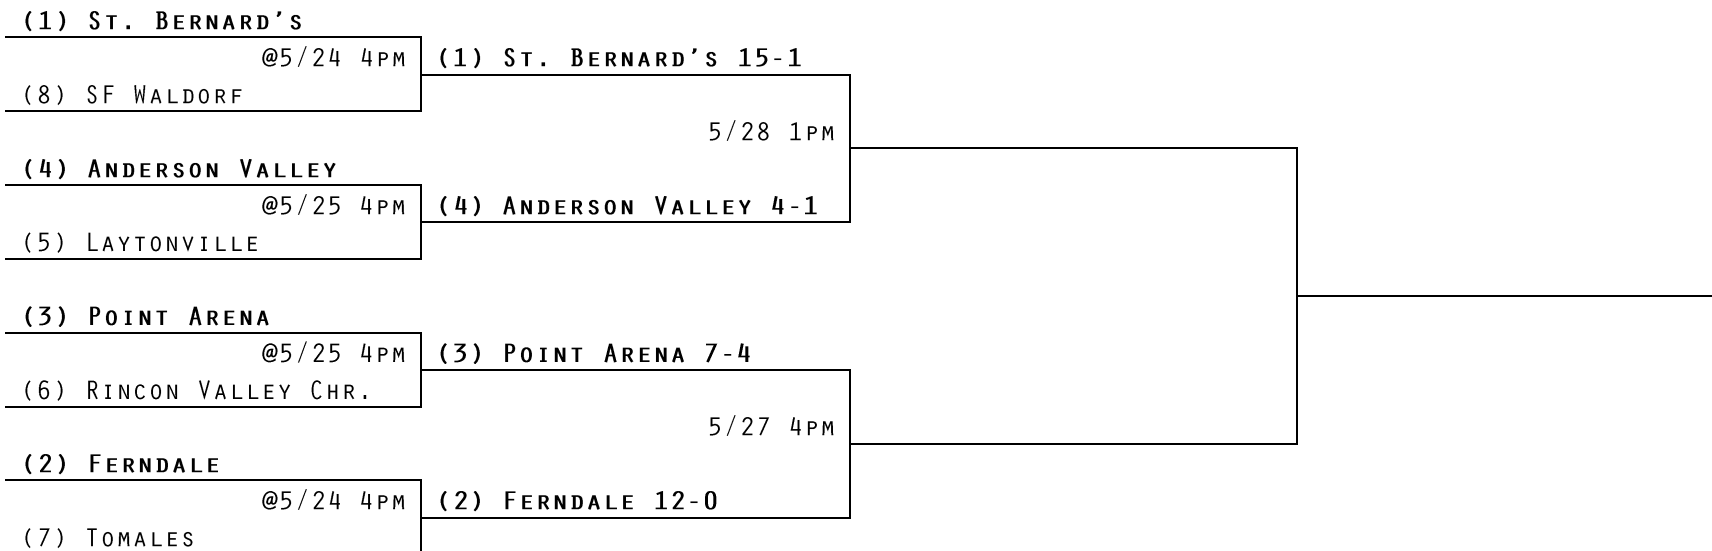 (1) St. Bernard's
@5/24 4pm
(1) St. Bernard's 15-1
(8) SF Waldorf
5/28 1pm
(4) Anderson Valley
@5/25 4pm
(4) Anderson Valley 4-1
(5) Laytonville
(3) Point Arena
@5/25 4pm
(3) Point Arena 7-4
(6) Rincon Valley Chr.
5/27 4pm
(2) Ferndale
@5/24 4pm
(2) Ferndale 12-0
(7) Tomales